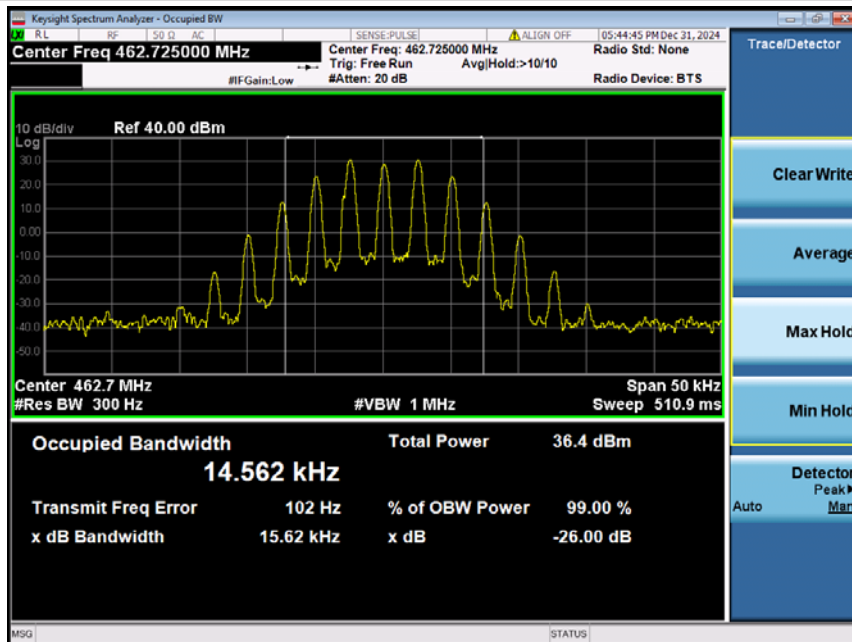 Keysight Spectrum Analyzer - Occupied BW
RL RF 50 Ω AC SENSE:PULSE ALIGN OFF 05:44:45 PM Dec 31, 2024
Center Freq 462.725000 MHz
Center Freq: 462.725000 MHz Radio Std: None
Trig: Free Run Avg|Hold:>10/10
#IFGain:Low #Atten: 20 dB Radio Device: BTS
10 dB/div Ref 40.00 dBm
Log
30.0
20.0
10.0
0.00
-10.0
-20.0
-30.0
-40.0
-50.0
Center 462.7 MHz Span 50 kHz
#Res BW 300 Hz #VBW 1 MHz Sweep 510.9 ms
Occupied Bandwidth Total Power 36.4 dBm
14.562 kHz
Transmit Freq Error 102 Hz % of OBW Power 99.00 %
x dB Bandwidth 15.62 kHz x dB -26.00 dB
MSG STATUS
Trace/Detector
Clear Write
Average
Max Hold
Min Hold
Detector
Peak
Auto Man